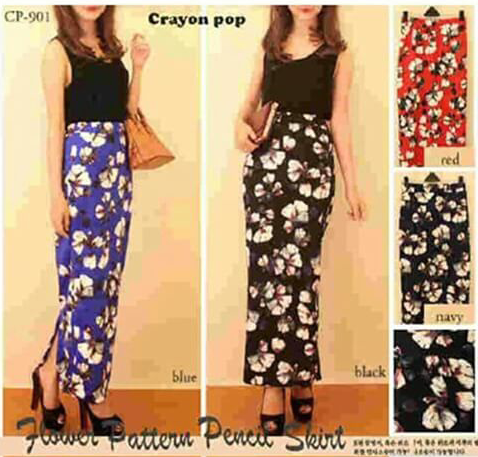 CP-901
Crayon pop
red
navy
blue
black
Flower Pattern Pencil Skirt